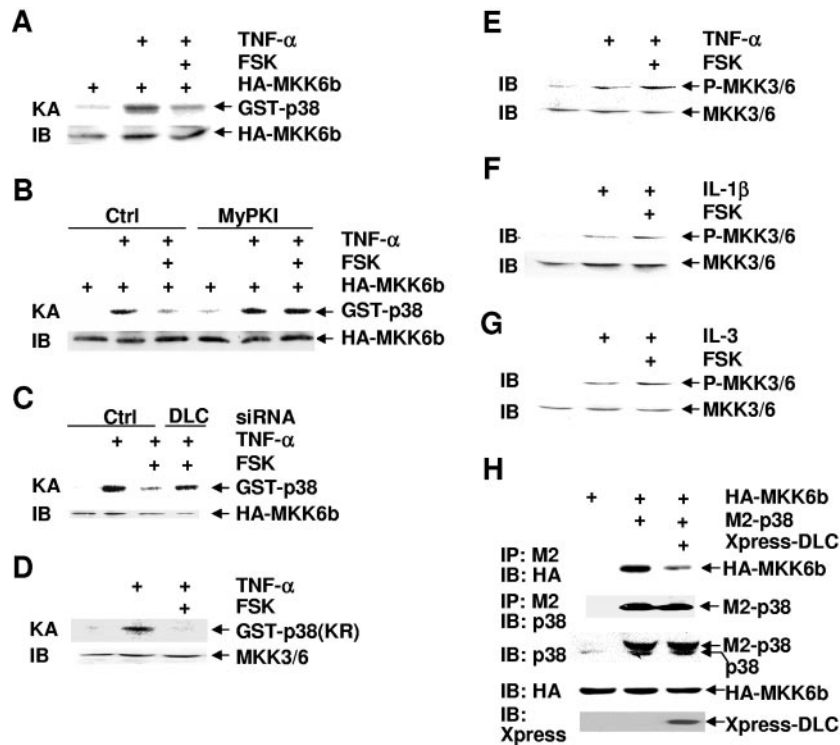 A
+ + TNF-α
+ FSK
+ + + HA-MKK6b
KA GST-p38
IB HA-MKK6b
B
Ctrl MyPKI
+ + + + TNF-α
+ + FSK
+ + + + + + HA-MKK6b
KA GST-p38
IB HA-MKK6b
C
Ctrl DLC siRNA
+ + + TNF-α
+ + FSK
KA GST-p38
IB HA-MKK6b
D
+ + TNF-α
+ FSK
KA GST-p38(KR)
IB MKK3/6
E
+ + TNF-α
+ FSK
IB P-MKK3/6
IB MKK3/6
F
+ + IL-1β
+ FSK
IB P-MKK3/6
IB MKK3/6
G
+ + IL-3
+ FSK
IB P-MKK3/6
IB MKK3/6
H
+ + + HA-MKK6b
+ + M2-p38
+ Xpress-DLC
IP: M2
IB: HA HA-MKK6b
IP: M2
IB: p38 M2-p38
IB: p38 M2-p38
p38
IB: HA HA-MKK6b
IB:
Xpress Xpress-DLC